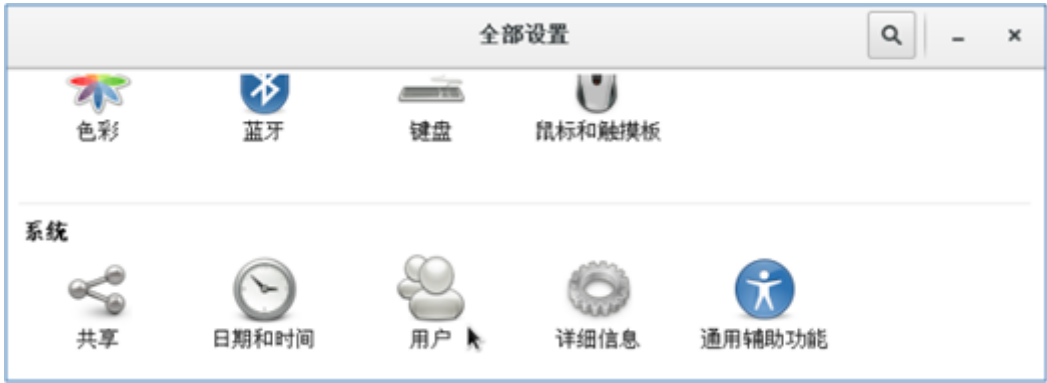 全部设置
色彩 蓝牙 键盘 鼠标和触摸板
系统
共享 日期和时间 用户 详细信息 通用辅助功能